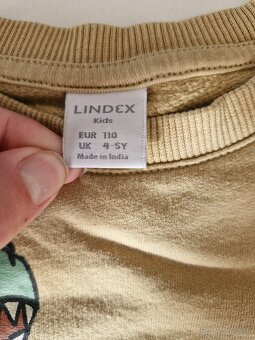 LINDEX
Kids
EUR 110
UK 4-5Y
Made in India